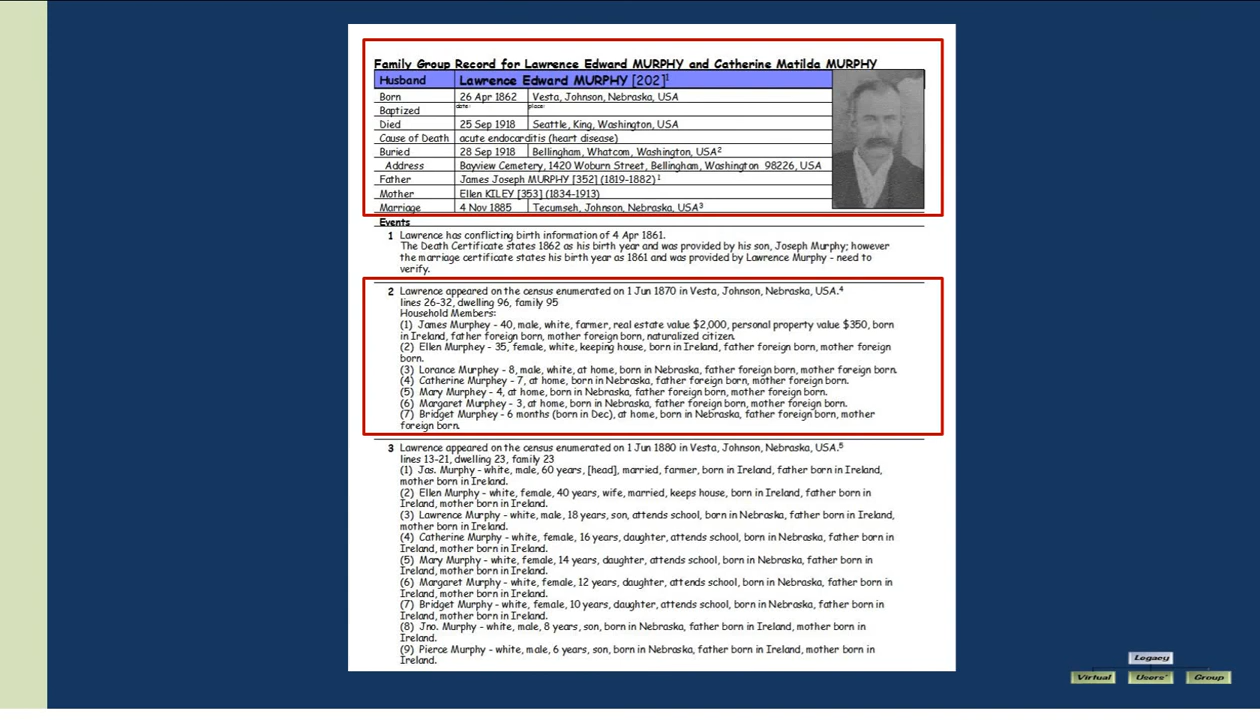 Family Group Record for Lawrence Edward MURPHY and Catherine Matilda MURPHY
Husband Lawrence Edward MURPHY [202]1
Born 26 Apr 1862 Vesta, Johnson, Nebraska, USA
Baptized date: place:
Died 25 Sep 1918 Seattle, King, Washington, USA
Cause of Death acute endocarditis (heart disease)
Buried 28 Sep 1918 Bellingham, Whatcom, Washington, USA2
Address Bayview Cemetery, 1420 Woburn Street, Bellingham, Washington 98226, USA
Father James Joseph MURPHY [352] (1819-1882)1
Mother Ellen KILEY [353] (1834-1913)
Marriage 4 Nov 1885 Tecumseh, Johnson, Nebraska, USA3
Events
1 Lawrence has conflicting birth information of 4 Apr 1861.
The Death Certificate states 1862 as his birth year and was provided by his son, Joseph Murphy; however
the marriage certificate states his birth year as 1861 and was provided by Lawrence Murphy - need to
verify.
2 Lawrence appeared on the census enumerated on 1 Jun 1870 in Vesta, Johnson, Nebraska, USA.4
lines 26-32, dwelling 96, family 95
Household Members:
(1) James Murphey - 40, male, white, farmer, real estate value $2,000, personal property value $350, born
in Ireland, father foreign born, mother foreign born, naturalized citizen.
(2) Ellen Murphey - 35, female, white, keeping house, born in Ireland, father foreign born, mother foreign
born.
(3) Lorance Murphey - 8, male, white, at home, born in Nebraska, father foreign born, mother foreign born.
(4) Catherine Murphey - 7, at home, born in Nebraska, father foreign born, mother foreign born.
(5) Mary Murphey - 4, at home, born in Nebraska, father foreign born, mother foreign born.
(6) Margaret Murphey - 3, at home, born in Nebraska, father foreign born, mother foreign born.
(7) Bridget Murphey - 6 months (born in Dec), at home, born in Nebraska, father foreign born, mother
foreign born.
3 Lawrence appeared on the census enumerated on 1 Jun 1880 in Vesta, Johnson, Nebraska, USA.5
lines 13-21, dwelling 23, family 23
(1) Jas. Murphy - white, male, 60 years, [head], married, farmer, born in Ireland, father born in Ireland,
mother born in Ireland.
(2) Ellen Murphy - white, female, 40 years, wife, married, keeps house, born in Ireland, father born in
Ireland, mother born in Ireland.
(3) Lawrence Murphy - white, male, 18 years, son, attends school, born in Nebraska, father born in Ireland,
mother born in Ireland.
(4) Catherine Murphy - white, female, 16 years, daughter, attends school, born in Nebraska, father born in
Ireland, mother born in Ireland.
(5) Mary Murphy - white, female, 14 years, daughter, attends school, born in Nebraska, father born in
Ireland, mother born in Ireland.
(6) Margaret Murphy - white, female, 12 years, daughter, attends school, born in Nebraska, father born in
Ireland, mother born in Ireland.
(7) Bridget Murphy - white, female, 10 years, daughter, attends school, born in Nebraska, father born in
Ireland, mother born in Ireland.
(8) Jno. Murphy - white, male, 8 years, son, born in Nebraska, father born in Ireland, mother born in
Ireland.
(9) Pierce Murphy - white, male, 6 years, son, born in Nebraska, father born in Ireland, mother born in
Ireland.
Legacy
Virtual Users' Group